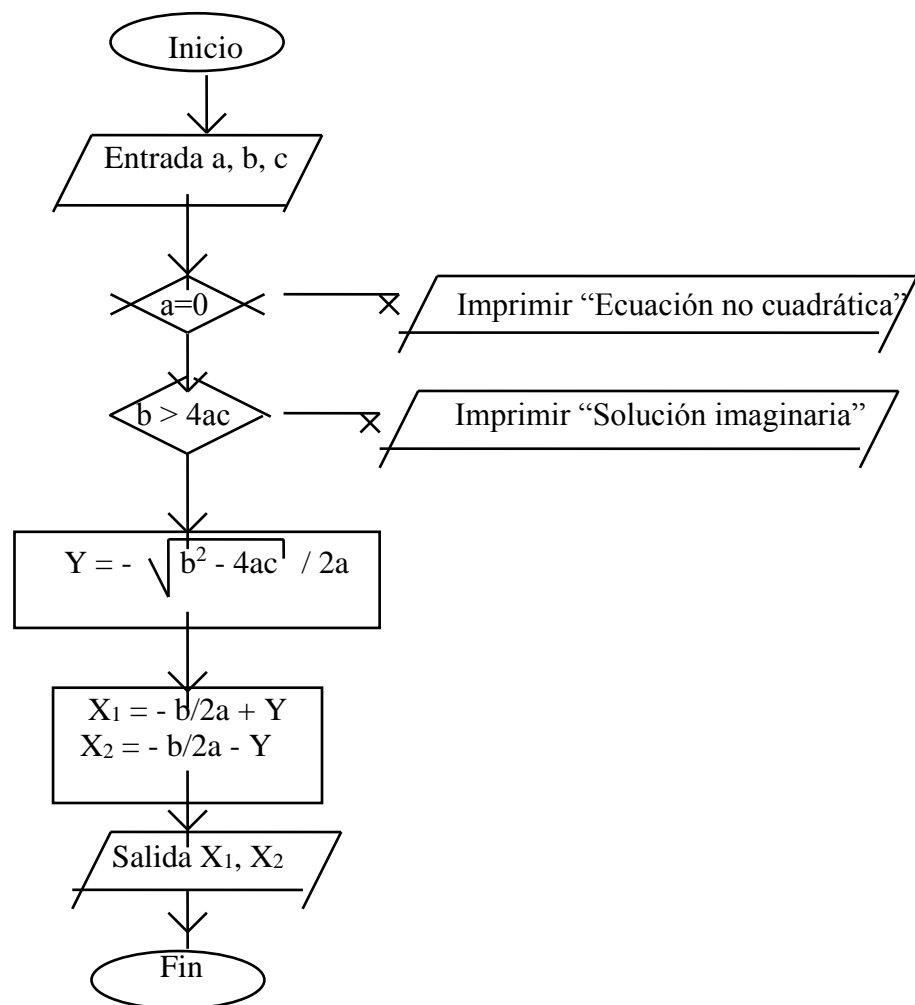 Inicio
Entrada a, b, c
a=0
Imprimir “Ecuación no cuadrática”
b > 4ac
Imprimir “Solución imaginaria”
Y = - √ b² - 4ac / 2a
X₁ = - b/2a + Y
X₂ = - b/2a - Y
Salida X₁, X₂
Fin